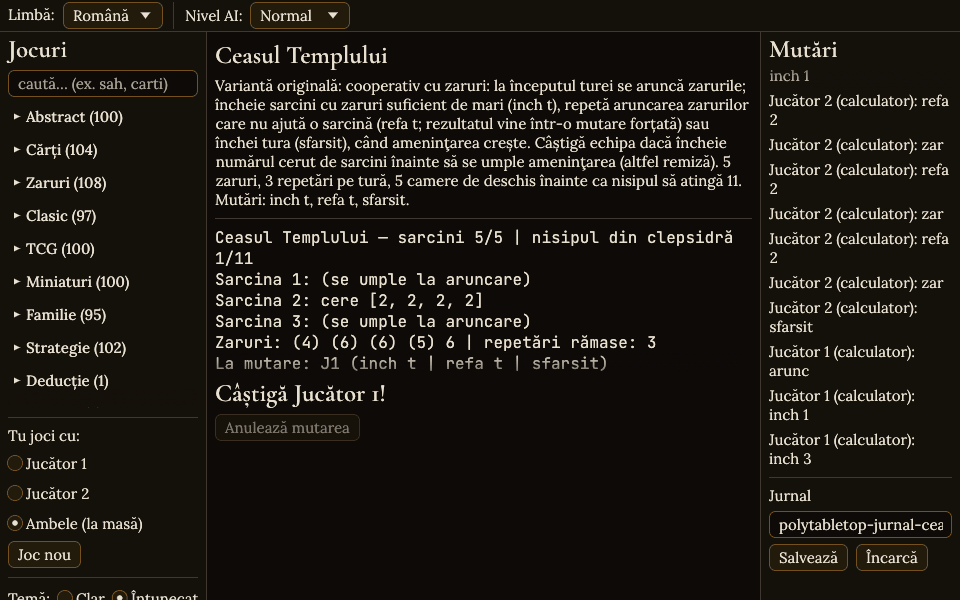 Limbă: Română ▼ Nivel AI: Normal ▼
Jocuri
caută... (ex. sah, carti)
▸ Abstract (100)
▸ Cărți (104)
▸ Zaruri (108)
▸ Clasic (97)
▸ TCG (100)
▸ Miniaturi (100)
▸ Familie (95)
▸ Strategie (102)
▸ Deducție (1)
Tu joci cu:
Jucător 1
Jucător 2
Ambele (la masă)
Joc nou
Temă: Clar Întunecat
Ceasul Templului
Variantă originală: cooperativ cu zaruri: la începutul turei se aruncă zarurile;
încheie sarcini cu zaruri suficient de mari (inch t), repetă aruncarea zarurilor
care nu ajută o sarcină (refa t; rezultatul vine într-o mutare forțată) sau
închei tura (sfarsit), când amenințarea crește. Câștigă echipa dacă încheie
numărul cerut de sarcini înainte să se umple amenințarea (altfel remiză). 5
zaruri, 3 repetări pe tură, 5 camere de deschis înainte ca nisipul să atingă 11.
Mutări: inch t, refa t, sfarsit.
Ceasul Templului — sarcini 5/5 | nisipul din clepsidră
1/11
Sarcina 1: (se umple la aruncare)
Sarcina 2: cere [2, 2, 2, 2]
Sarcina 3: (se umple la aruncare)
Zaruri: (4) (6) (6) (5) 6 | repetări rămase: 3
La mutare: J1 (inch t | refa t | sfarsit)
Câștigă Jucător 1!
Anulează mutarea
Mutări
inch 1
Jucător 2 (calculator): refa
2
Jucător 2 (calculator): zar
Jucător 2 (calculator): refa
2
Jucător 2 (calculator): zar
Jucător 2 (calculator): refa
2
Jucător 2 (calculator): zar
Jucător 2 (calculator):
sfarsit
Jucător 1 (calculator):
arunc
Jucător 1 (calculator):
inch 1
Jucător 1 (calculator):
inch 3
Jurnal
polytabletop-jurnal-cea
Salvează Încarcă